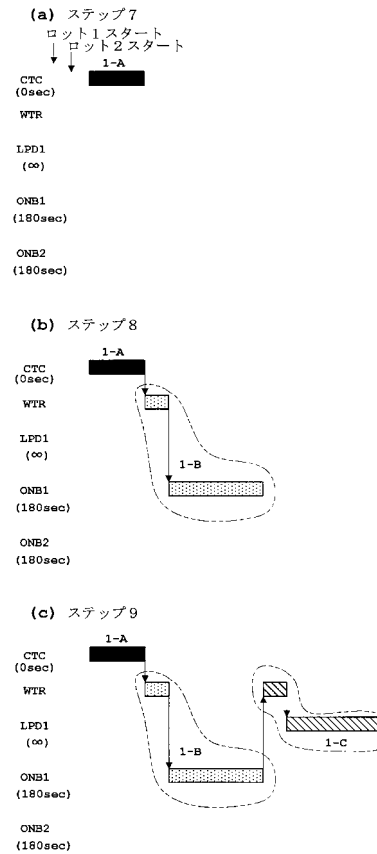 (a) ステップ7
ロット1スタート
ロット2スタート
1-A
CTC
(0sec)
WTR
LPD1
(∞)
ONB1
(180sec)
ONB2
(180sec)
(b) ステップ8
1-A
CTC
(0sec)
WTR
LPD1
(∞)
1-B
ONB1
(180sec)
ONB2
(180sec)
(c) ステップ9
1-A
CTC
(0sec)
WTR
LPD1
(∞)
1-B
1-C
ONB1
(180sec)
ONB2
(180sec)